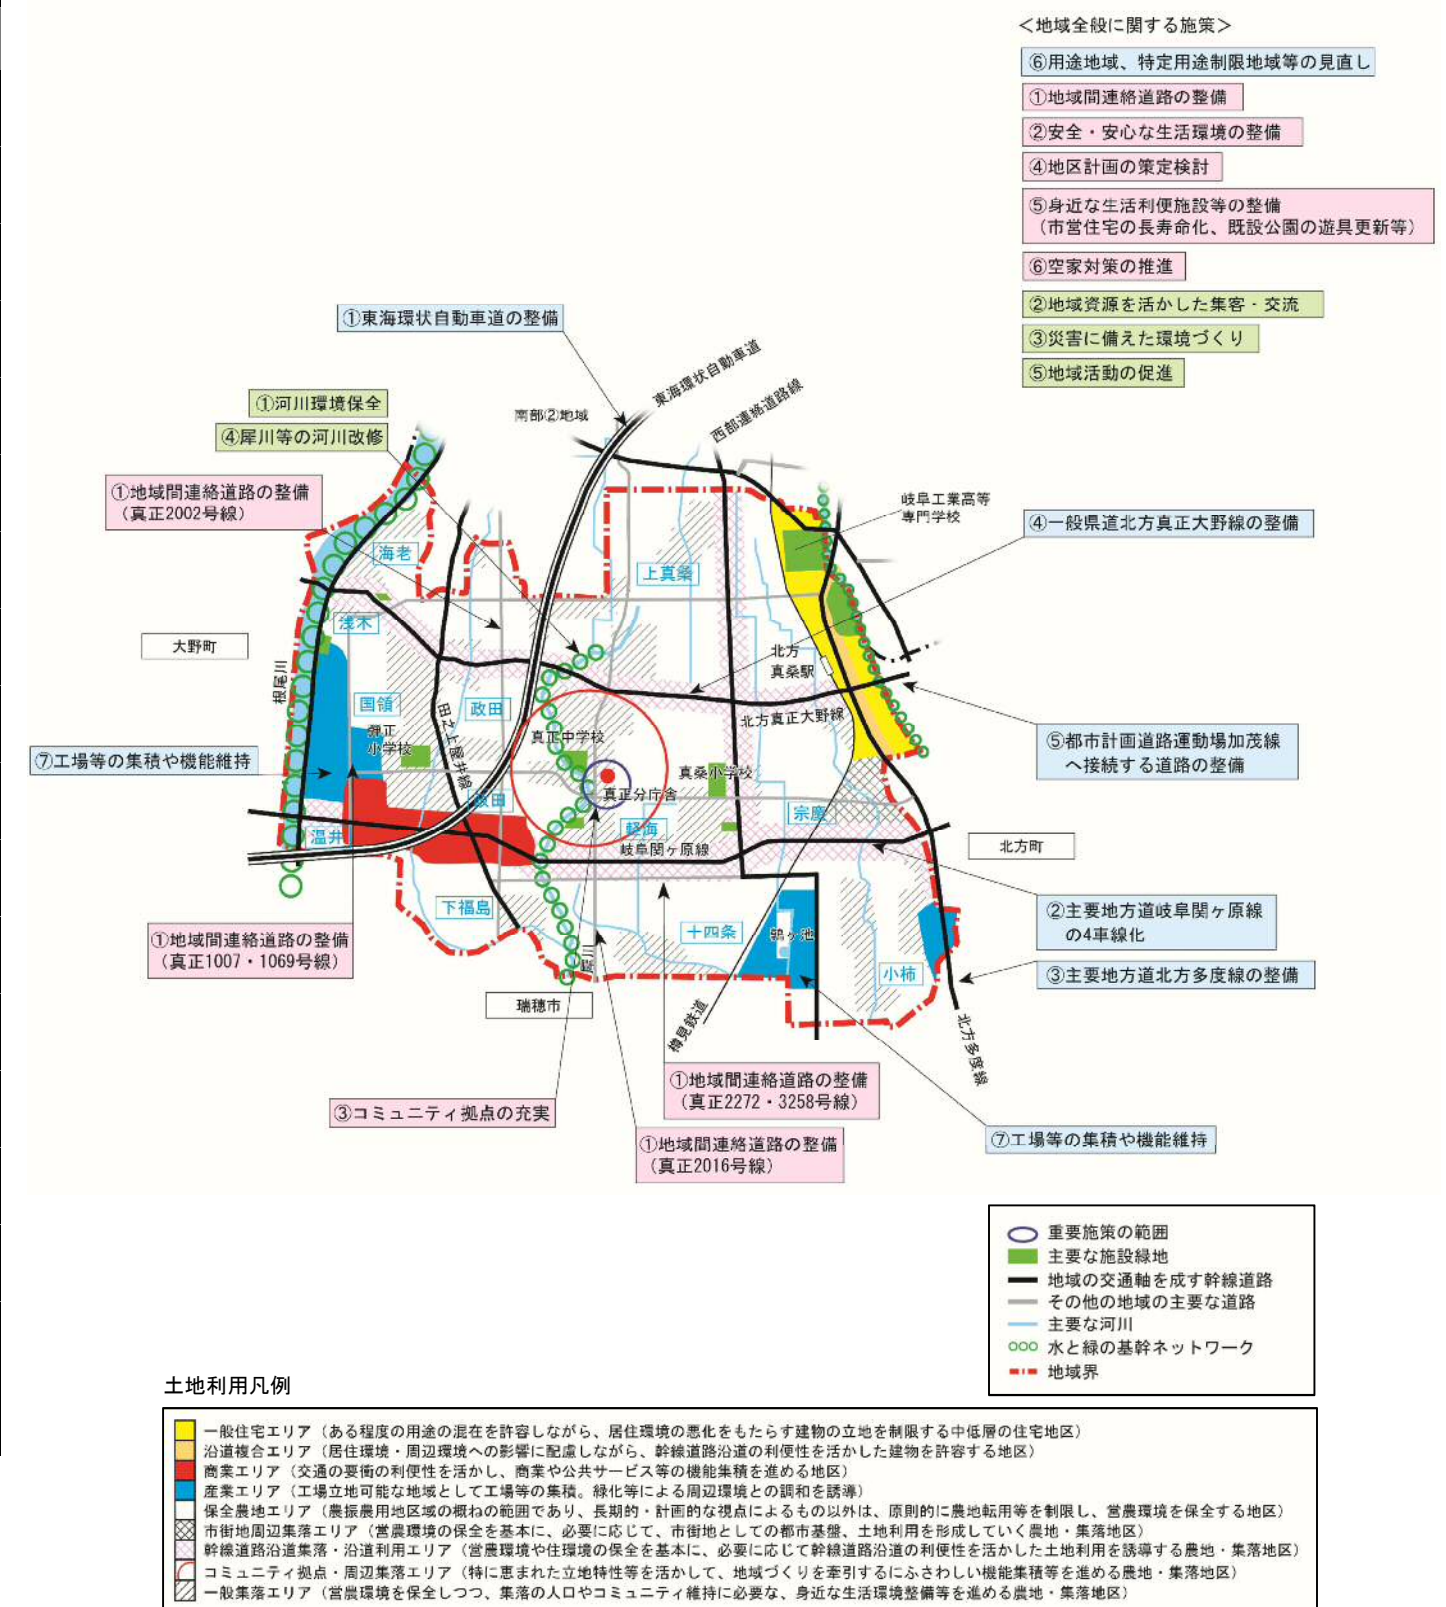 ＜地域全般に関する施策＞
⑥用途地域、特定用途制限地域等の見直し
①地域間連絡道路の整備
②安全・安心な生活環境の整備
④地区計画の策定検討
⑤身近な生活利便施設等の整備
（市営住宅の長寿命化、既設公園の遊具更新等）
⑥空家対策の推進
②地域資源を活かした集客・交流
③災害に備えた環境づくり
⑤地域活動の促進
①東海環状自動車道の整備
東海環状自動車道
南部②地域
西部連絡道路線
①河川環境保全
④犀川等の河川改修
①地域間連絡道路の整備
（真正2002号線）
岐阜工業高等
専門学校
④一般県道北方真正大野線の整備
海老
上真桑
浅木
大野町
根尾川
北方
真桑駅
国領
政田
弾正
小学校
田之上屋井線
真正中学校
北方真正大野線
⑤都市計画道路運動場加茂線
へ接続する道路の整備
⑦工場等の集積や機能維持
真桑小学校
真正分庁舎
政田
宗慶
温井
軽海
岐阜関ヶ原線
北方町
下福島
十四条
鶴ヶ池
②主要地方道岐阜関ヶ原線
の4車線化
①地域間連絡道路の整備
（真正1007・1069号線）
犀川
小柿
③主要地方道北方多度線の整備
瑞穂市
樽見鉄道
北方多度線
①地域間連絡道路の整備
（真正2272・3258号線）
③コミュニティ拠点の充実
①地域間連絡道路の整備
（真正2016号線）
⑦工場等の集積や機能維持
重要施策の範囲
主要な施設緑地
地域の交通軸を成す幹線道路
その他の地域の主要な道路
主要な河川
水と緑の基幹ネットワーク
地域界
土地利用凡例
一般住宅エリア（ある程度の用途の混在を許容しながら、居住環境の悪化をもたらす建物の立地を制限する中低層の住宅地区）
沿道複合エリア（居住環境・周辺環境への影響に配慮しながら、幹線道路沿道の利便性を活かした建物を許容する地区）
商業エリア（交通の要衝の利便性を活かし、商業や公共サービス等の機能集積を進める地区）
産業エリア（工場立地可能な地域として工場等の集積。緑化等による周辺環境との調和を誘導）
保全農地エリア（農振農用地区域の概ねの範囲であり、長期的・計画的な視点によるもの以外は、原則的に農地転用等を制限し、営農環境を保全する地区）
市街地周辺集落エリア（営農環境の保全を基本に、必要に応じて、市街地としての都市基盤、土地利用を形成していく農地・集落地区）
幹線道路沿道集落・沿道利用エリア（営農環境や住環境の保全を基本に、必要に応じて幹線道路沿道の利便性を活かした土地利用を誘導する農地・集落地区）
コミュニティ拠点・周辺集落エリア（特に恵まれた立地特性等を活かして、地域づくりを牽引するにふさわしい機能集積等を進める農地・集落地区）
一般集落エリア（営農環境を保全しつつ、集落の人口やコミュニティ維持に必要な、身近な生活環境整備等を進める農地・集落地区）